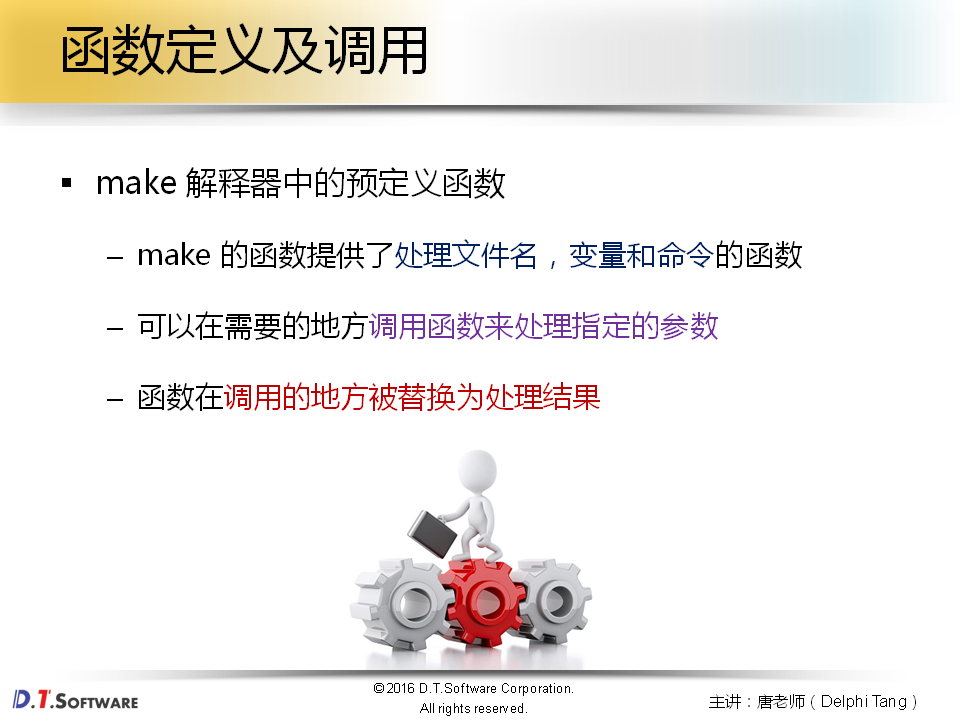 函数定义及调用
▪ make 解释器中的预定义函数
– make 的函数提供了处理文件名，变量和命令的函数
– 可以在需要的地方调用函数来处理指定的参数
– 函数在调用的地方被替换为处理结果
D.T.SOFTWARE
©2016 D.T.Software Corporation.
All rights reserved.
主讲：唐老师（Delphi Tang）